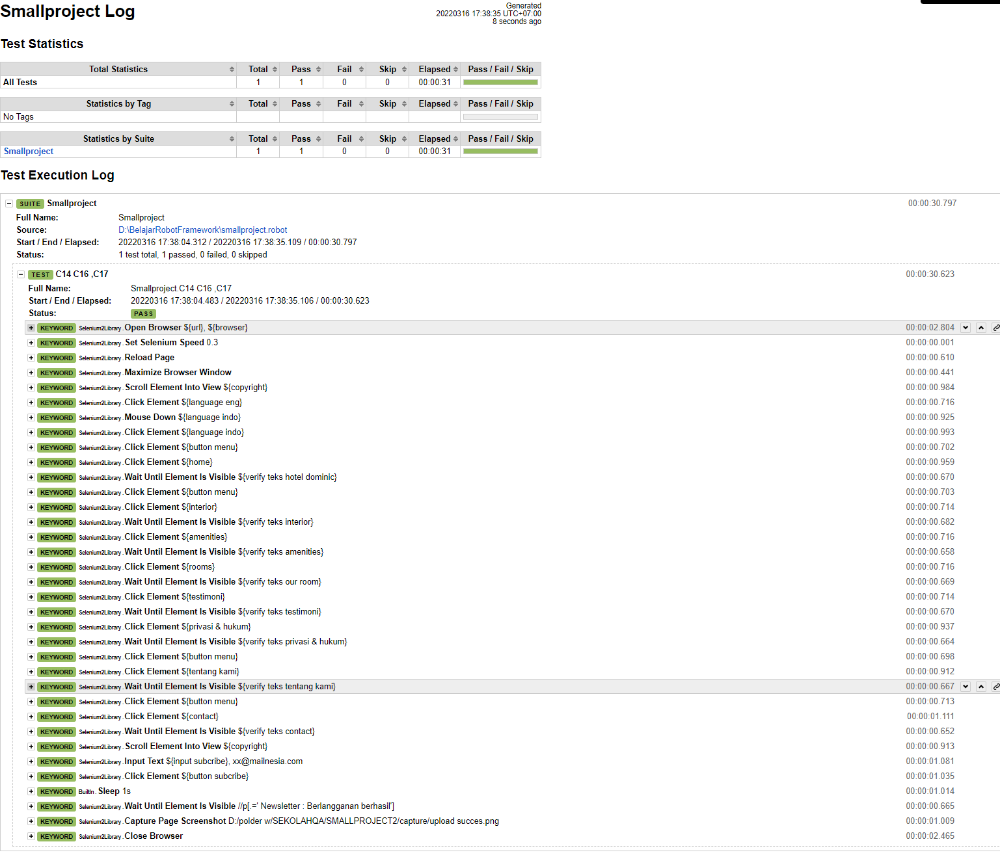 Smallproject Log
Generated
20220316 17:38:35 UTC+07:00
8 seconds ago
Test Statistics
Total Statistics Total Pass Fail Skip Elapsed Pass / Fail / Skip
All Tests 1 1 0 0 00:00:31
Statistics by Tag Total Pass Fail Skip Elapsed Pass / Fail / Skip
No Tags
Statistics by Suite Total Pass Fail Skip Elapsed Pass / Fail / Skip
Smallproject 1 1 0 0 00:00:31
Test Execution Log
SUITE Smallproject 00:00:30.797
Full Name: Smallproject
Source: D:\BelajarRobotFramework\smallproject.robot
Start / End / Elapsed: 20220316 17:38:04.312 / 20220316 17:38:35.109 / 00:00:30.797
Status: 1 test total, 1 passed, 0 failed, 0 skipped
TEST C14 C16 ,C17 00:00:30.623
Full Name: Smallproject.C14 C16 ,C17
Start / End / Elapsed: 20220316 17:38:04.483 / 20220316 17:38:35.106 / 00:00:30.623
Status: PASS
KEYWORD Selenium2Library.Open Browser ${url}, ${browser} 00:00:02.804
KEYWORD Selenium2Library.Set Selenium Speed 0.3 00:00:00.001
KEYWORD Selenium2Library.Reload Page 00:00:00.610
KEYWORD Selenium2Library.Maximize Browser Window 00:00:00.441
KEYWORD Selenium2Library.Scroll Element Into View ${copyright} 00:00:00.984
KEYWORD Selenium2Library.Click Element ${language eng} 00:00:00.716
KEYWORD Selenium2Library.Mouse Down ${language indo} 00:00:00.925
KEYWORD Selenium2Library.Click Element ${language indo} 00:00:00.993
KEYWORD Selenium2Library.Click Element ${button menu} 00:00:00.702
KEYWORD Selenium2Library.Click Element ${home} 00:00:00.959
KEYWORD Selenium2Library.Wait Until Element Is Visible ${verify teks hotel dominic} 00:00:00.670
KEYWORD Selenium2Library.Click Element ${button menu} 00:00:00.703
KEYWORD Selenium2Library.Click Element ${interior} 00:00:00.714
KEYWORD Selenium2Library.Wait Until Element Is Visible ${verify teks interior} 00:00:00.682
KEYWORD Selenium2Library.Click Element ${amenities} 00:00:00.716
KEYWORD Selenium2Library.Wait Until Element Is Visible ${verify teks amenities} 00:00:00.658
KEYWORD Selenium2Library.Click Element ${rooms} 00:00:00.716
KEYWORD Selenium2Library.Wait Until Element Is Visible ${verify teks our room} 00:00:00.669
KEYWORD Selenium2Library.Click Element ${testimoni} 00:00:00.714
KEYWORD Selenium2Library.Wait Until Element Is Visible ${verify teks testimoni} 00:00:00.670
KEYWORD Selenium2Library.Click Element ${privasi & hukum} 00:00:00.937
KEYWORD Selenium2Library.Wait Until Element Is Visible ${verify teks privasi & hukum} 00:00:00.664
KEYWORD Selenium2Library.Click Element ${button menu} 00:00:00.698
KEYWORD Selenium2Library.Click Element ${tentang kami} 00:00:00.912
KEYWORD Selenium2Library.Wait Until Element Is Visible ${verify teks tentang kami} 00:00:00.667
KEYWORD Selenium2Library.Click Element ${button menu} 00:00:00.713
KEYWORD Selenium2Library.Click Element ${contact} 00:00:01.111
KEYWORD Selenium2Library.Wait Until Element Is Visible ${verify teks contact} 00:00:00.652
KEYWORD Selenium2Library.Scroll Element Into View ${copyright} 00:00:00.913
KEYWORD Selenium2Library.Input Text ${input subcribe}, xx@mailnesia.com 00:00:01.081
KEYWORD Selenium2Library.Click Element ${button subcribe} 00:00:01.035
KEYWORD BuiltIn.Sleep 1s 00:00:01.014
KEYWORD Selenium2Library.Wait Until Element Is Visible //p[.=' Newsletter : Berlangganan berhasil'] 00:00:00.665
KEYWORD Selenium2Library.Capture Page Screenshot D:/polder w/SEKOLAHQA/SMALLPROJECT2/capture/upload succes.png 00:00:01.009
KEYWORD Selenium2Library.Close Browser 00:00:02.465